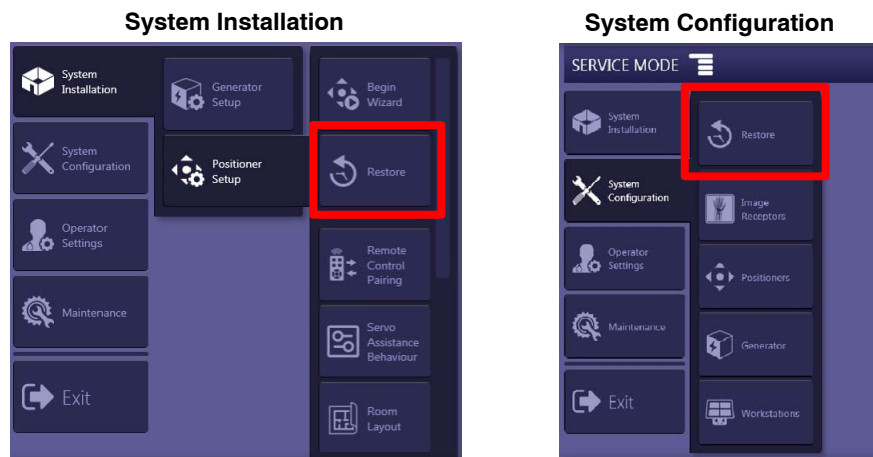 System Installation
System
Installation
Generator
Setup
Begin
Wizard
System
Configuration
Positioner
Setup
Restore
Operator
Settings
Remote
Control
Pairing
Maintenance
Servo
Assistance
Behaviour
Exit
Room
Layout
System Configuration
SERVICE MODE
System
Installation
Restore
System
Configuration
Image
Receptors
Operator
Settings
Positioners
Maintenance
Generator
Exit
Workstations